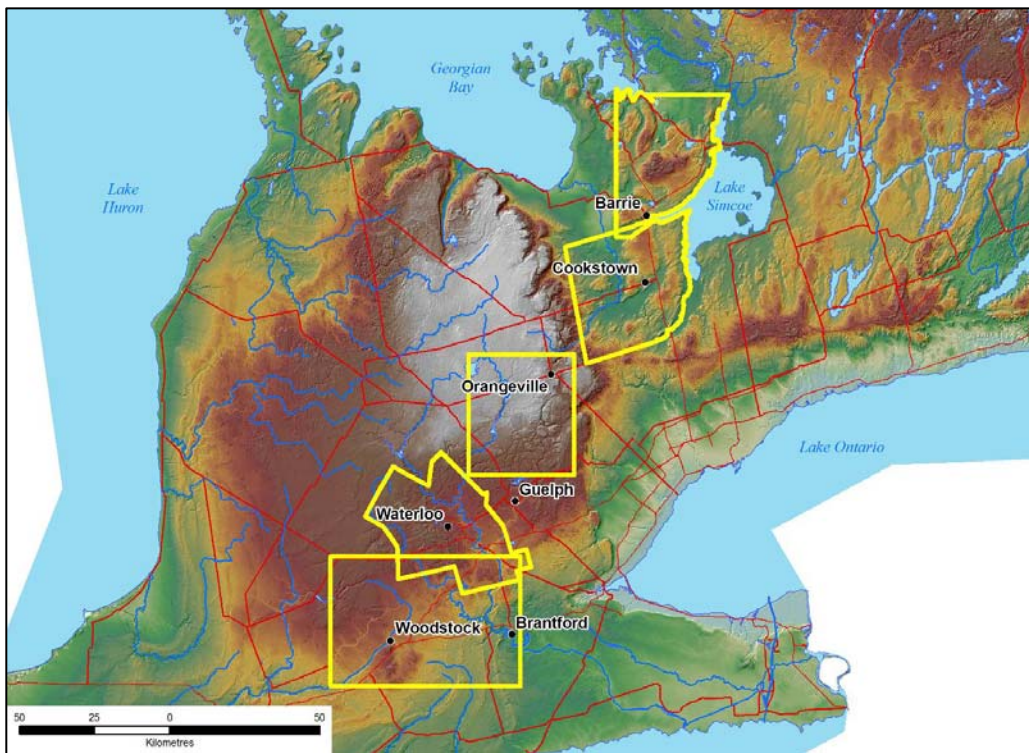 Georgian
Bay
Lake
Huron
Lake
Simcoe
Barrie
Cookstown
Orangeville
Lake Ontario
Guelph
Waterloo
Woodstock
Brantford
50 25 0 50
Kilometres